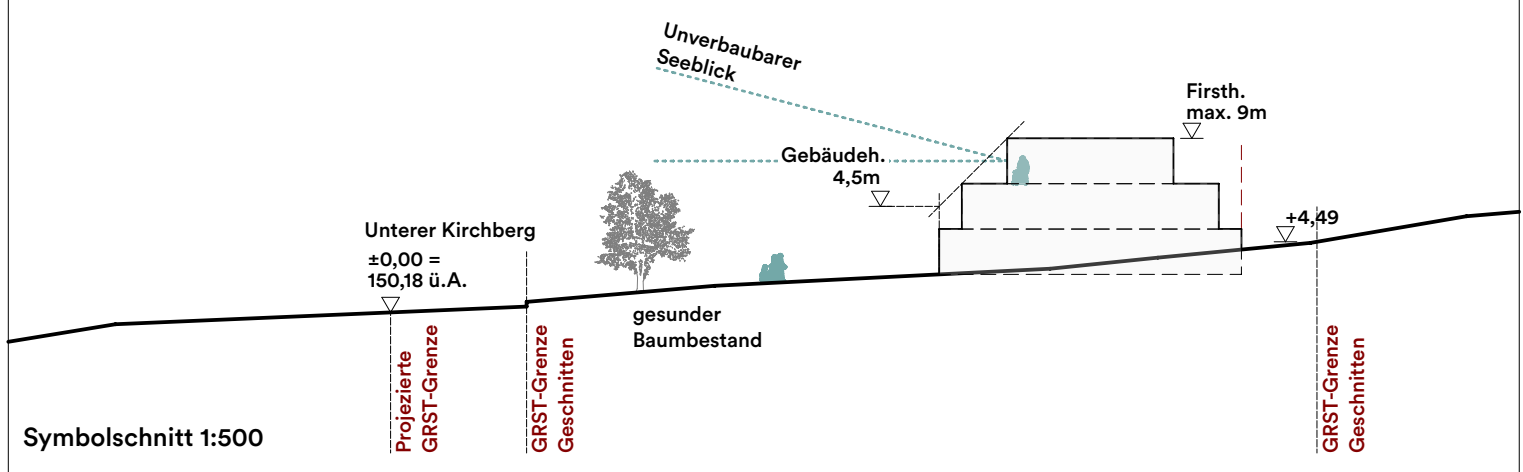 Unverbaubarer
Seeblick
Firsth.
max. 9m
Gebäudeh.
4,5m
+4,49
Unterer Kirchberg
±0,00 =
150,18 ü.A.
gesunder
Baumbestand
Projezierte
GRST-Grenze
GRST-Grenze
Geschnitten
GRST-Grenze
Geschnitten
Symbolschnitt 1:500